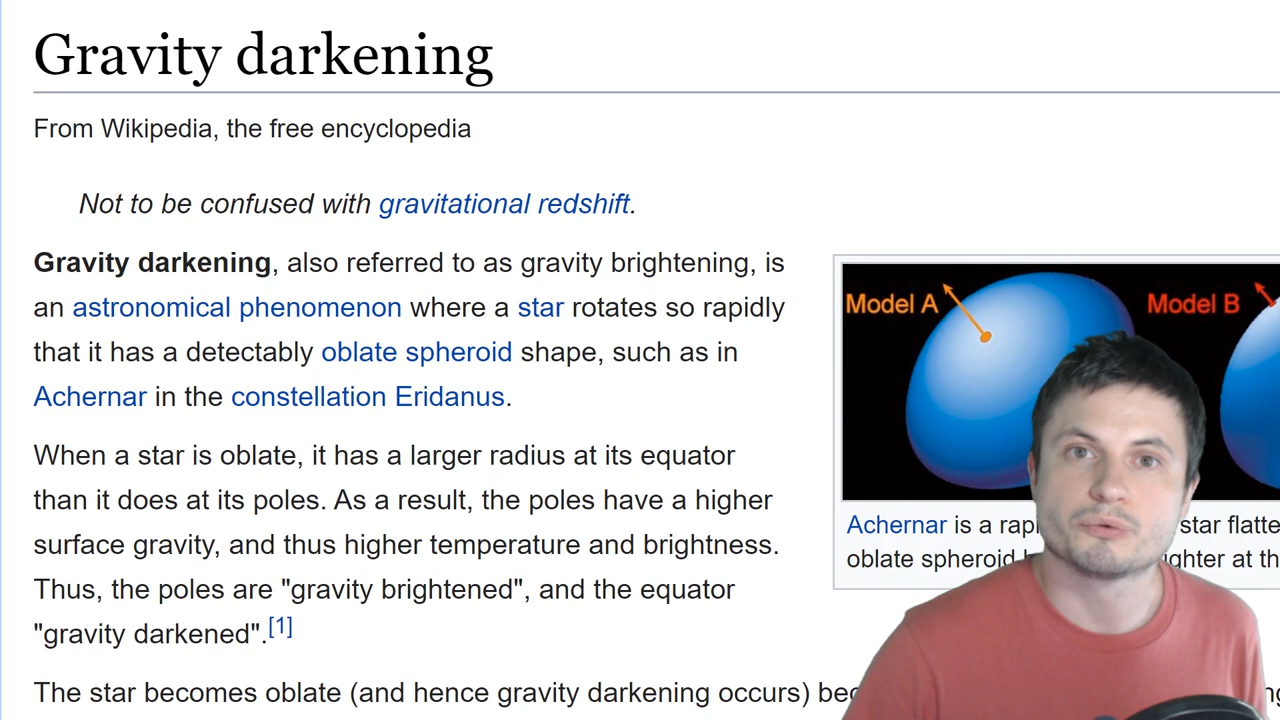 Gravity darkening
From Wikipedia, the free encyclopedia
Not to be confused with gravitational redshift.
Gravity darkening, also referred to as gravity brightening, is
an astronomical phenomenon where a star rotates so rapidly
that it has a detectably oblate spheroid shape, such as in
Achernar in the constellation Eridanus.
When a star is oblate, it has a larger radius at its equator
than it does at its poles. As a result, the poles have a higher
surface gravity, and thus higher temperature and brightness.
Thus, the poles are "gravity brightened", and the equator
"gravity darkened".[1]
The star becomes oblate (and hence gravity darkening occurs)
Model A
Model B
Achernar is a star
oblate spheroid at